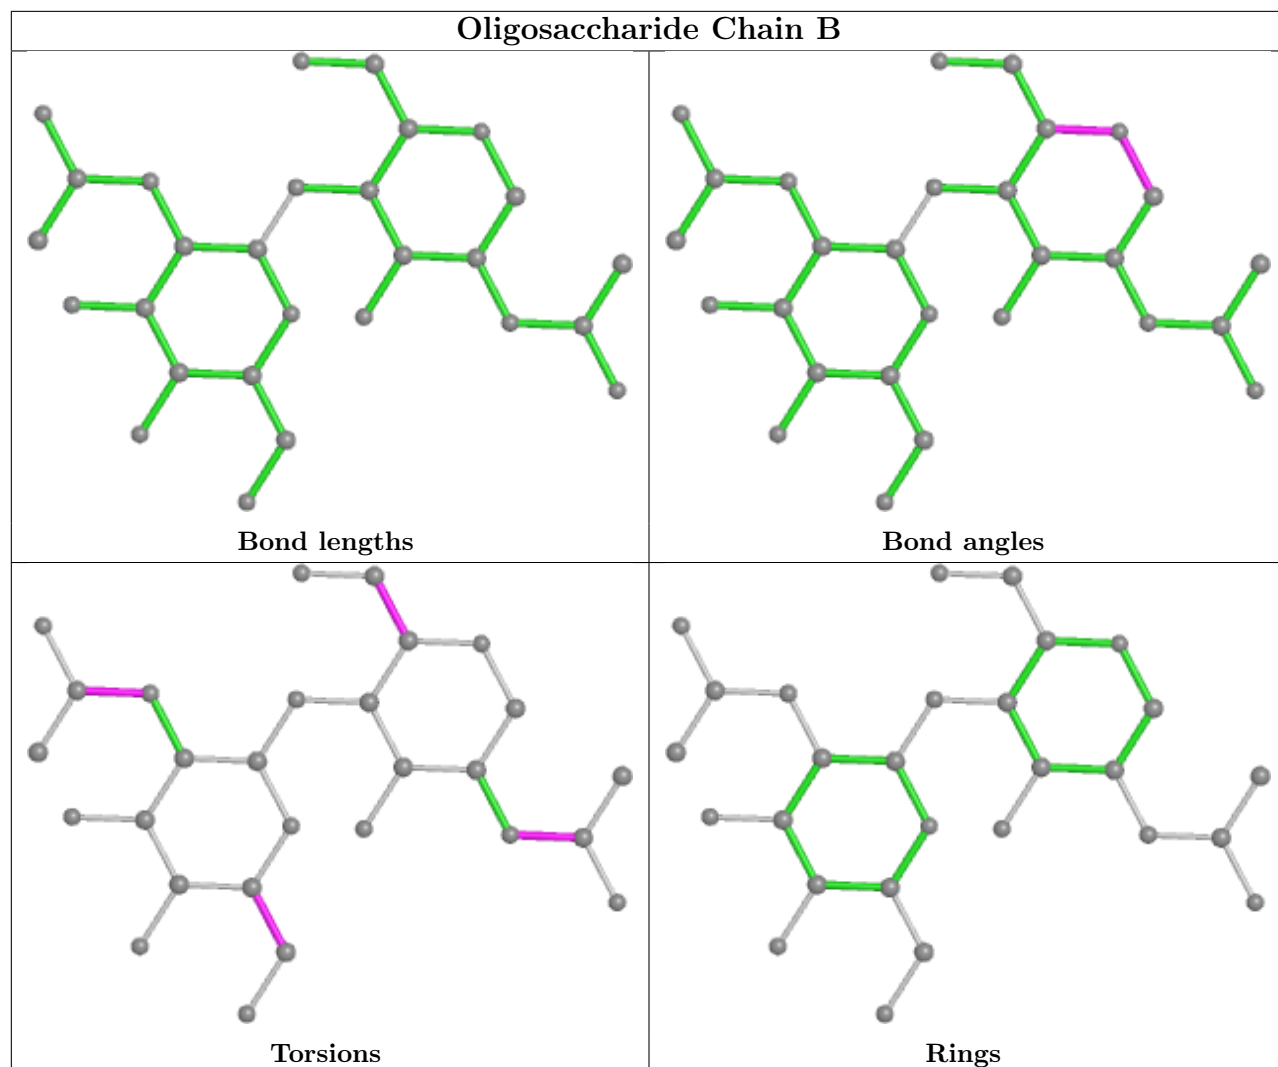 Oligosaccharide Chain B
Bond lengths
Bond angles
Torsions
Rings